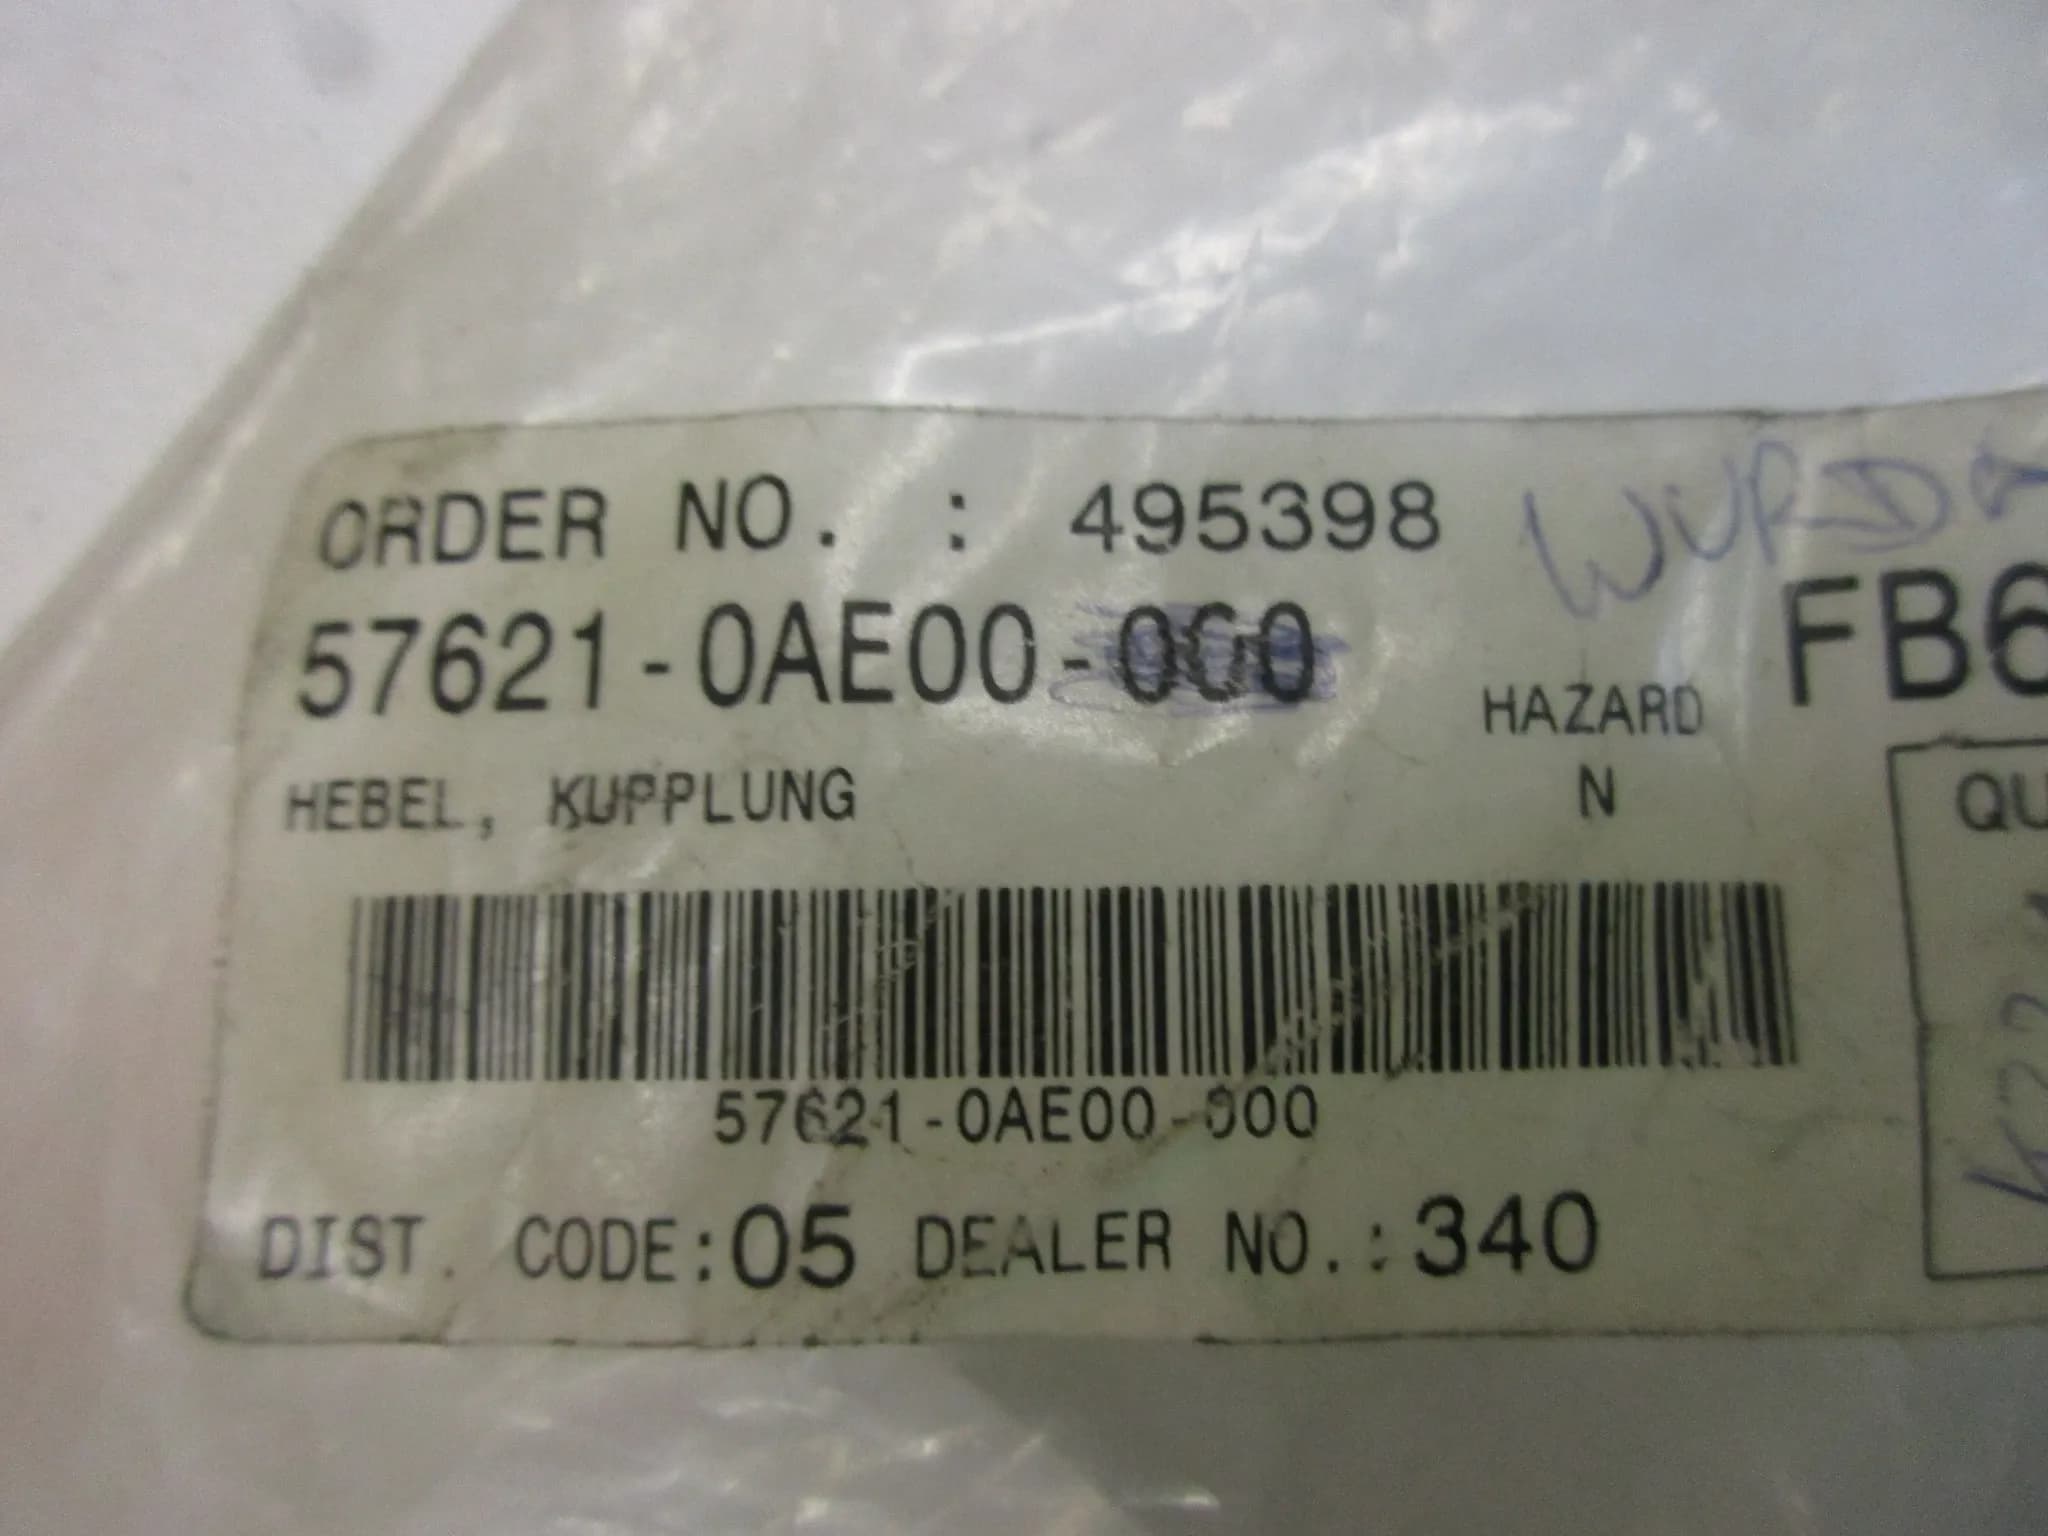 ORDER NO. : 495398
57621-0AE00-000
HAZARD
FB6
HEBEL, KUPPLUNG
N
QU
57621-0AE00-000
DIST. CODE:05 DEALER NO.:340